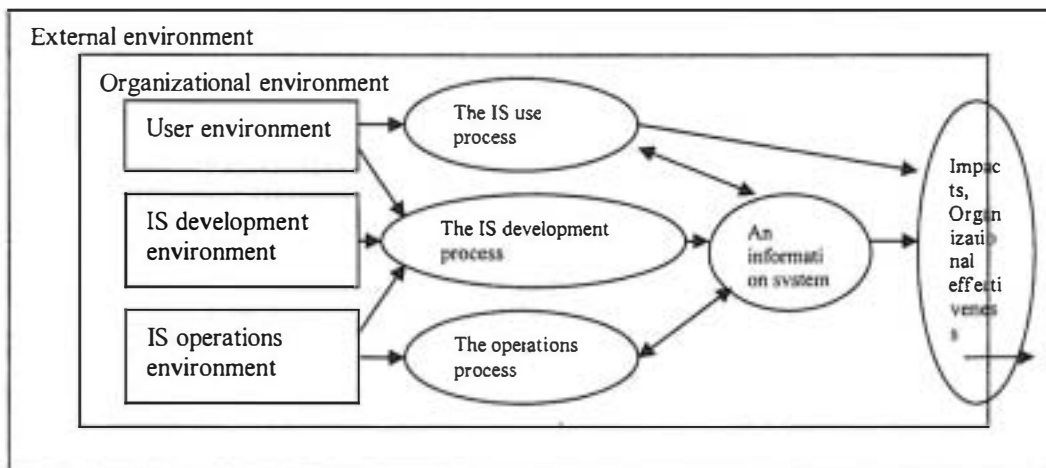 External environment
Organizational environment
User environment
The IS use
process
IS development
environment
The IS development
process
An
informati
on system
Impac
ts,
Organ
izatio
nal
effecti
venes
s
IS operations
environment
The operations
process